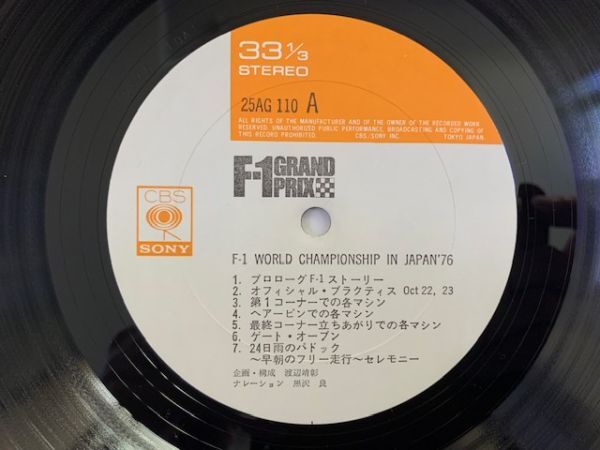 33 1/3
STEREO
25AG 110 A
ALL RIGHTS OF THE MANUFACTURER AND OF THE OWNER OF THE RECORDED WORK
RESERVED. UNAUTHORIZED PUBLIC PERFORMANCE, BROADCASTING AND COPYING OF
THIS RECORD PROHIBITED. CBS/SONY INC. TOKYO JAPAN.
F-1 GRAND PRIX
CBS
SONY
F-1 WORLD CHAMPIONSHIP IN JAPAN'76
1. プロローグF-1ストーリー
2. オフィシャル・プラクティス Oct 22, 23
3. 第1コーナーでの各マシン
4. ヘアーピンでの各マシン
5. 最終コーナー立ちあがりでの各マシン
6. ゲート・オープン
7. 24日雨のパドック
～早朝のフリー走行～セレモニー
企画・構成 渡辺靖彰
ナレーション 黒沢 良